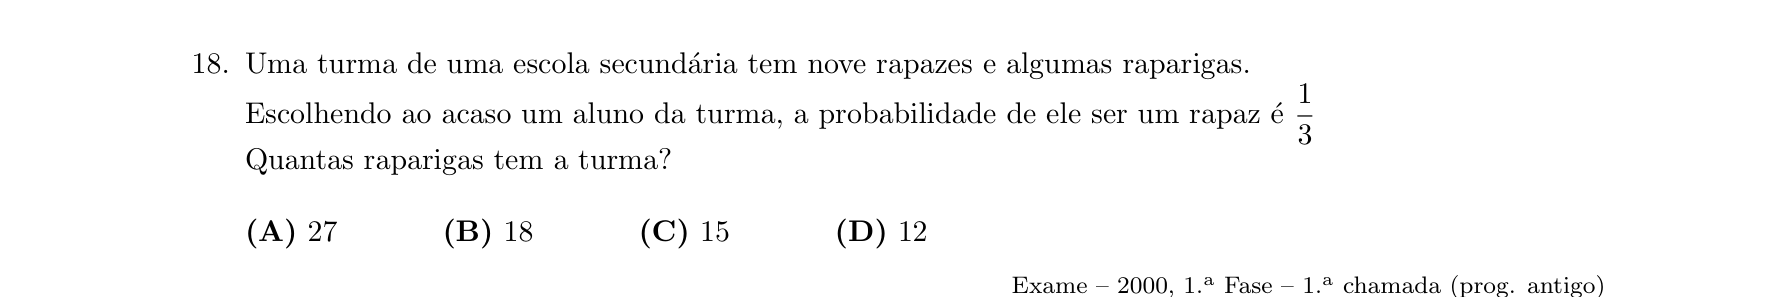 18. Uma turma de uma escola secundária tem nove rapazes e algumas raparigas.
Escolhendo ao acaso um aluno da turma, a probabilidade de ele ser um rapaz é 1/3
Quantas raparigas tem a turma?
(A) 27 (B) 18 (C) 15 (D) 12
Exame – 2000, 1.ª Fase – 1.ª chamada (prog. antigo)